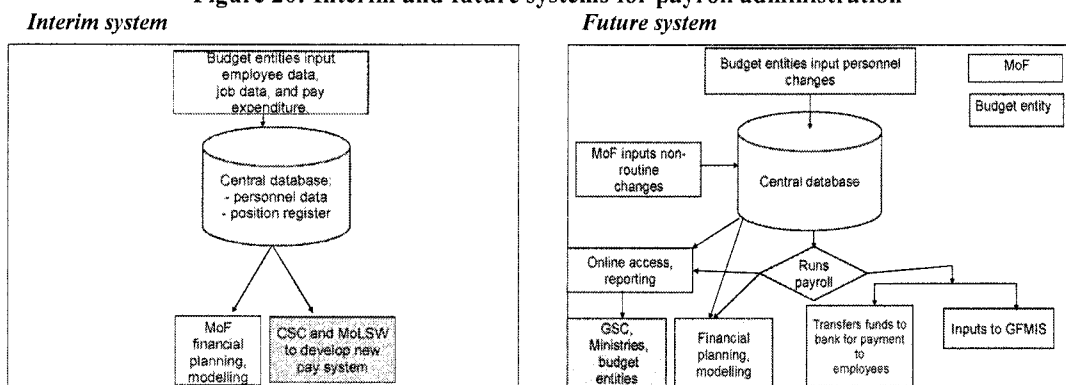 Figure 20: Interim and future systems for payroll administration
Interim system
Future system
Budget entities input
employee data,
job data, and pay
expenditure.
Central database:
- personnel data
- position register
MoF
financial
planning,
modelling
CSC and MoLSW
to develop new
pay system
Budget entities input personnel
changes
MoF
Budget entity
MoF inputs non-
routine
changes
Central database
Online access,
reporting
Runs
payroll
GSC,
Ministries,
budget
entities
Financial
planning,
modelling
Transfers funds to
bank for payment
to
employees
Inputs to GFMIS